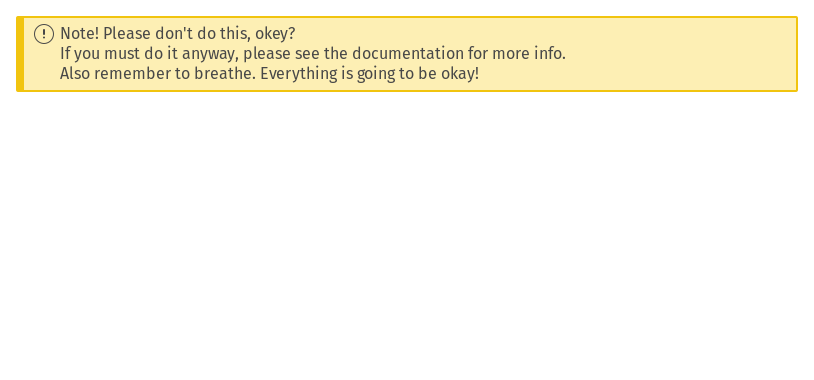 Note! Please don't do this, okey?
If you must do it anyway, please see the documentation for more info.
Also remember to breathe. Everything is going to be okay!